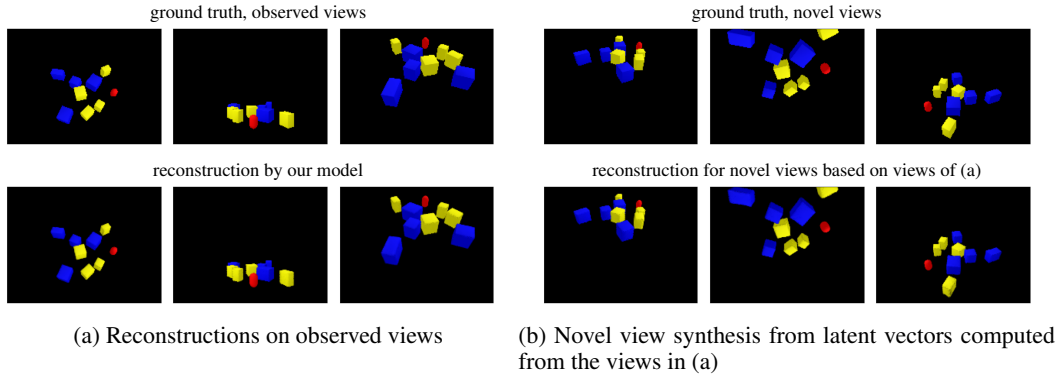 ground truth, observed views
reconstruction by our model
(a) Reconstructions on observed views
ground truth, novel views
reconstruction for novel views based on views of (a)
(b) Novel view synthesis from latent vectors computed
from the views in (a)